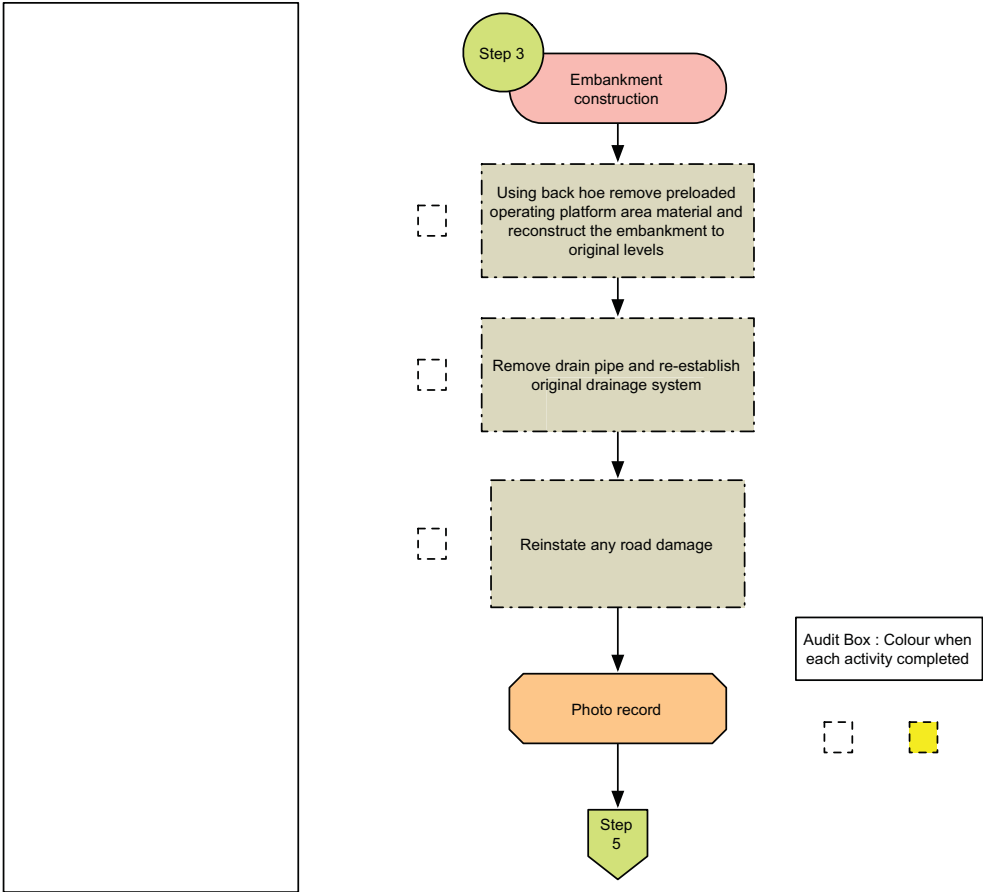 Step 3
Embankment
construction
Using back hoe remove preloaded
operating platform area material and
reconstruct the embankment to
original levels
Remove drain pipe and re-establish
original drainage system
Reinstate any road damage
Audit Box : Colour when
each activity completed
Photo record
Step
5